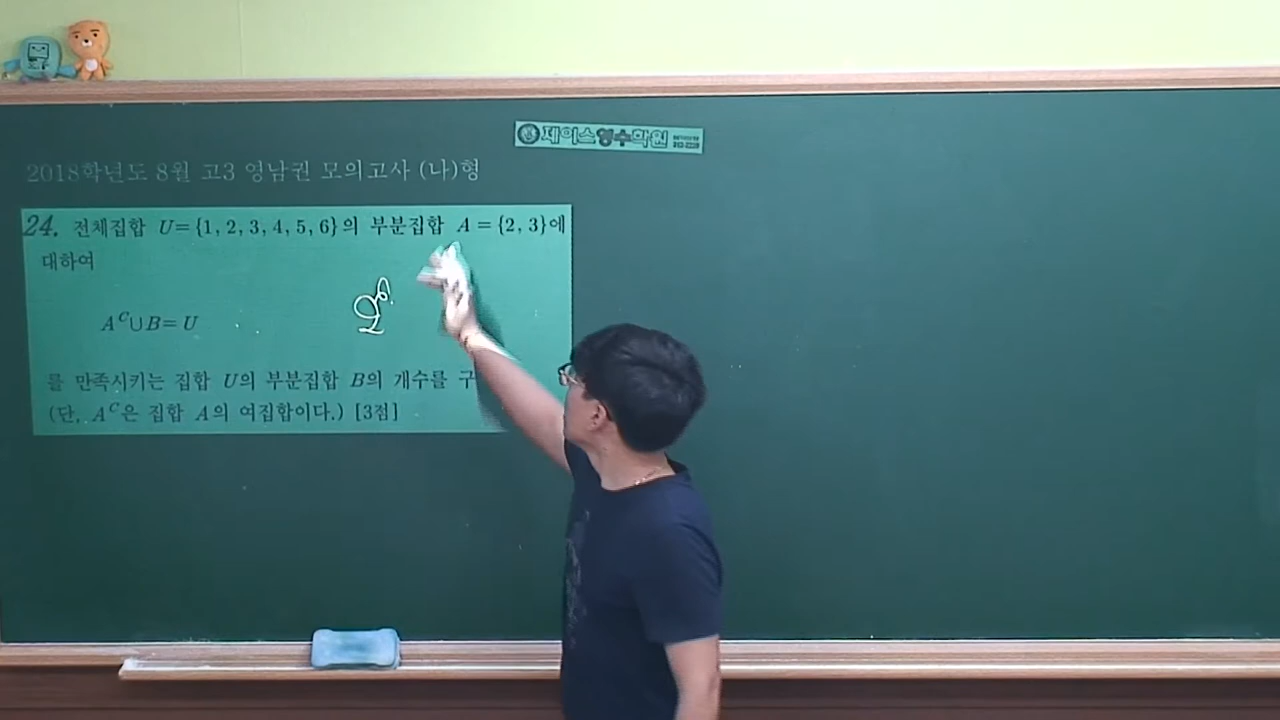 제이스영수학원
2018학년도 8월 고3 영남권 모의고사 (나)형
24. 전체집합 U={1, 2, 3, 4, 5, 6}의 부분집합 A={2, 3}에
대하여
A^C∪B=U
를 만족시키는 집합 U의 부분집합 B의 개수를 구
(단, A^C은 집합 A의 여집합이다.) [3점]